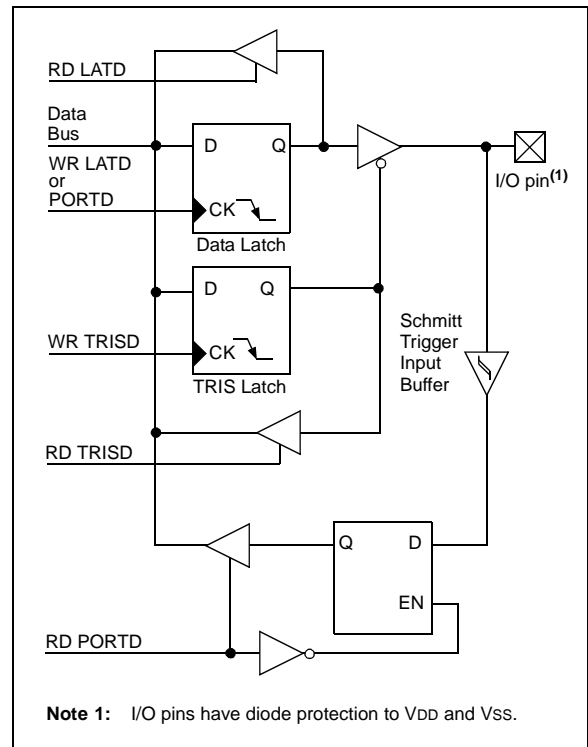 RD LATD
Data
Bus
D Q
WR LATD
or
PORTD
CK
Data Latch
I/O pin(1)
D Q
WR TRISD
CK
TRIS Latch
Schmitt
Trigger
Input
Buffer
RD TRISD
Q D
EN
RD PORTD
Note 1: I/O pins have diode protection to VDD and VSS.